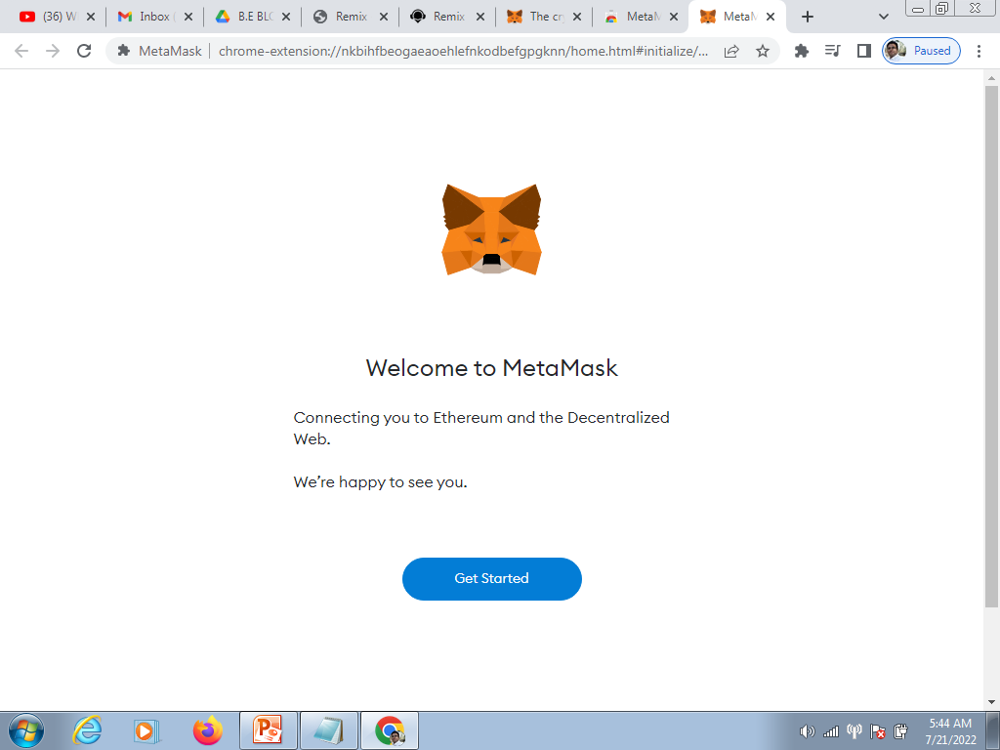 (36) W
Inbox
B.E BLO
Remix
Remix
The cr
MetaM
MetaM
MetaMask
chrome-extension://nkbihfbeogaeaoehlefnkodbefgpgknn/home.html#initialize/...
Paused
Welcome to MetaMask
Connecting you to Ethereum and the Decentralized
Web.
We’re happy to see you.
Get Started
5:44 AM
7/21/2022